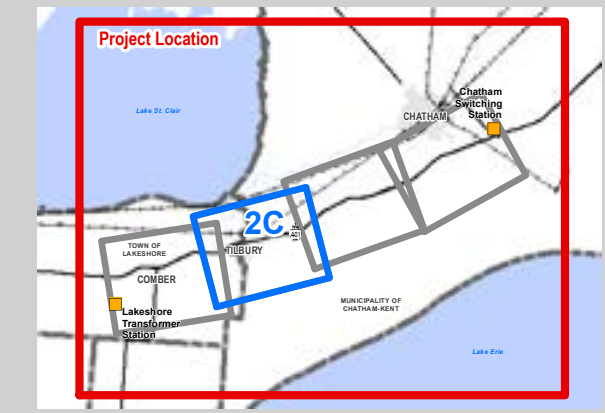 Project Location
Lake St. Clair
Chatham
Switching
Station
CHATHAM
2C
401
TOWN OF
LAKESHORE
TILBURY
COMBER
MUNICIPALITY OF
CHATHAM-KENT
Lakeshore
Transformer
Station
Lake Erie